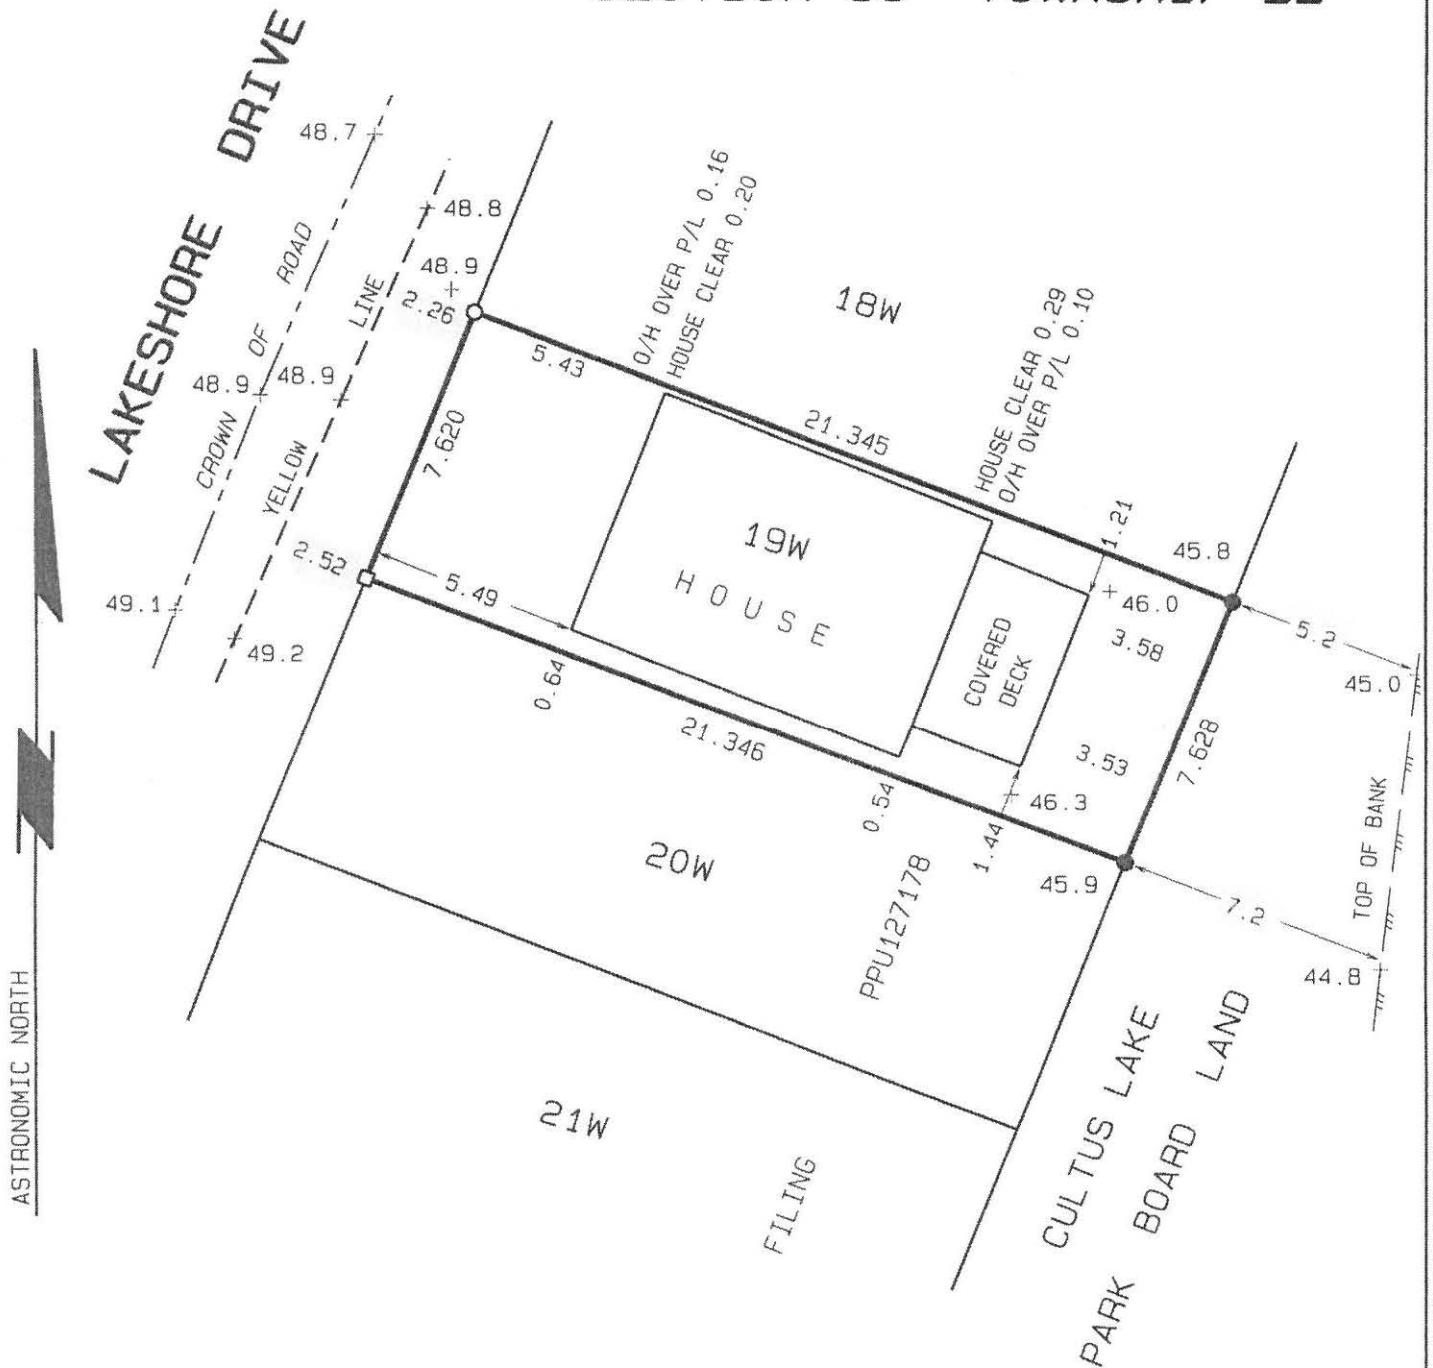 LAKESHORE DRIVE
48.7
48.8
48.9
2.26
CROWN OF ROAD
YELLOW LINE
48.9
48.9
49.1
49.2
2.52
7.620
5.43
O/H OVER P/L 0.16
HOUSE CLEAR 0.20
18W
21.345
HOUSE CLEAR 0.29
O/H OVER P/L 0.10
1.21
45.8
5.49
19W
HOUSE
COVERED
DECK
46.0
3.58
5.2
45.0
0.64
21.346
3.53
7.628
46.3
0.54
1.44
45.9
7.2
TOP OF BANK
44.8
20W
PPU127178
21W
FILING
CULTUS LAKE
PARK BOARD LAND
ASTRONOMIC NORTH